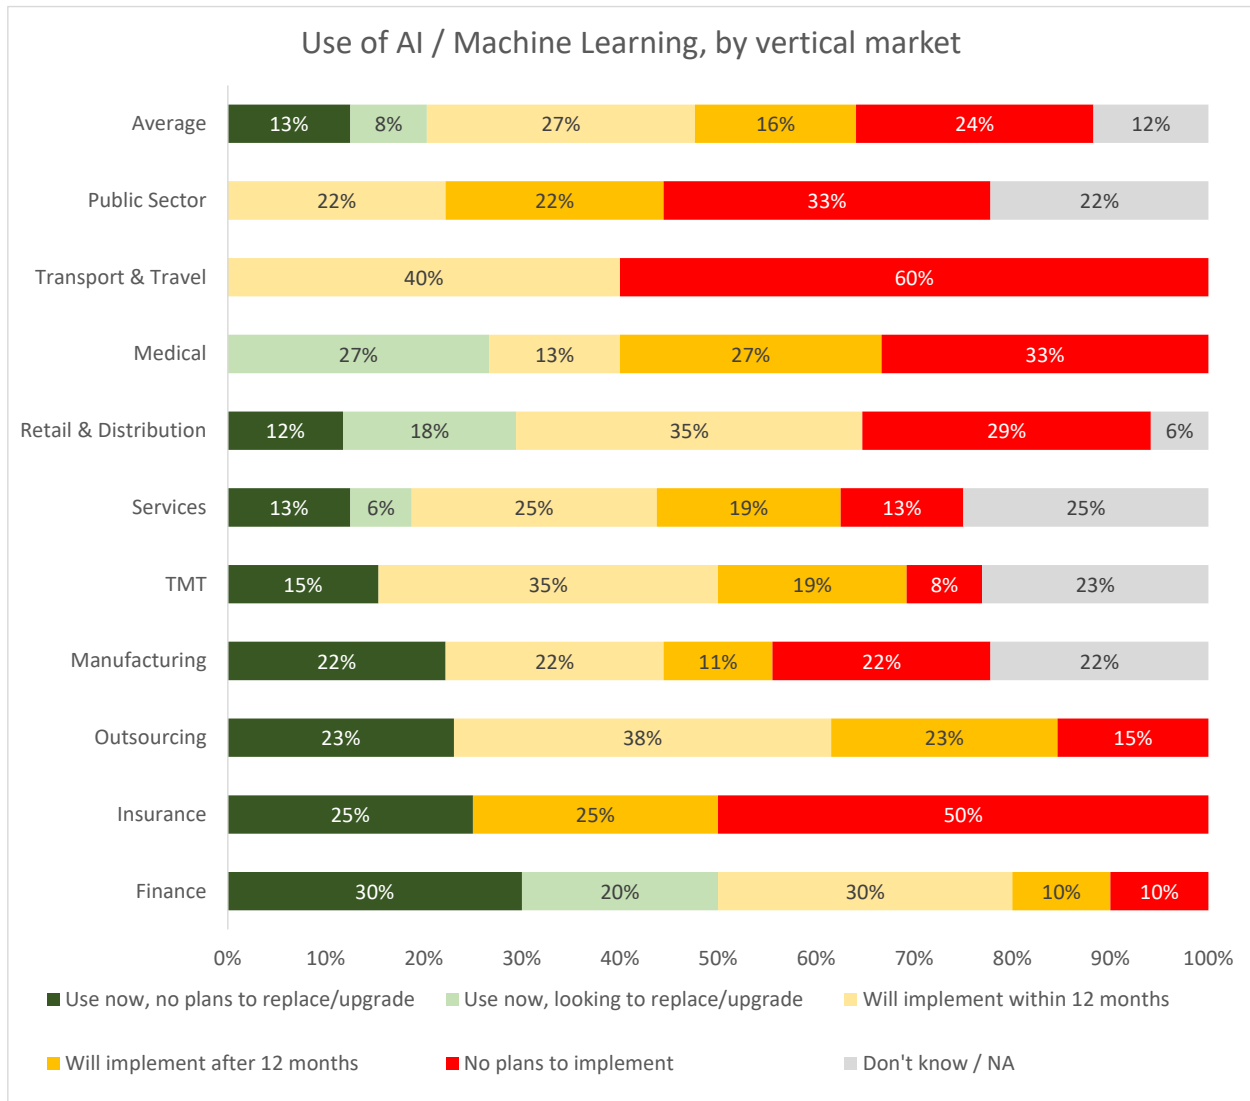 Use of AI / Machine Learning, by vertical market
Average 13% 8% 27% 16% 24% 12%
Public Sector 22% 22% 33% 22%
Transport & Travel 40% 60%
Medical 27% 13% 27% 33%
Retail & Distribution 12% 18% 35% 29% 6%
Services 13% 6% 25% 19% 13% 25%
TMT 15% 35% 19% 8% 23%
Manufacturing 22% 22% 11% 22% 22%
Outsourcing 23% 38% 23% 15%
Insurance 25% 25% 50%
Finance 30% 20% 30% 10% 10%
0% 10% 20% 30% 40% 50% 60% 70% 80% 90% 100%
Use now, no plans to replace/upgrade Use now, looking to replace/upgrade Will implement within 12 months
Will implement after 12 months No plans to implement Don't know / NA